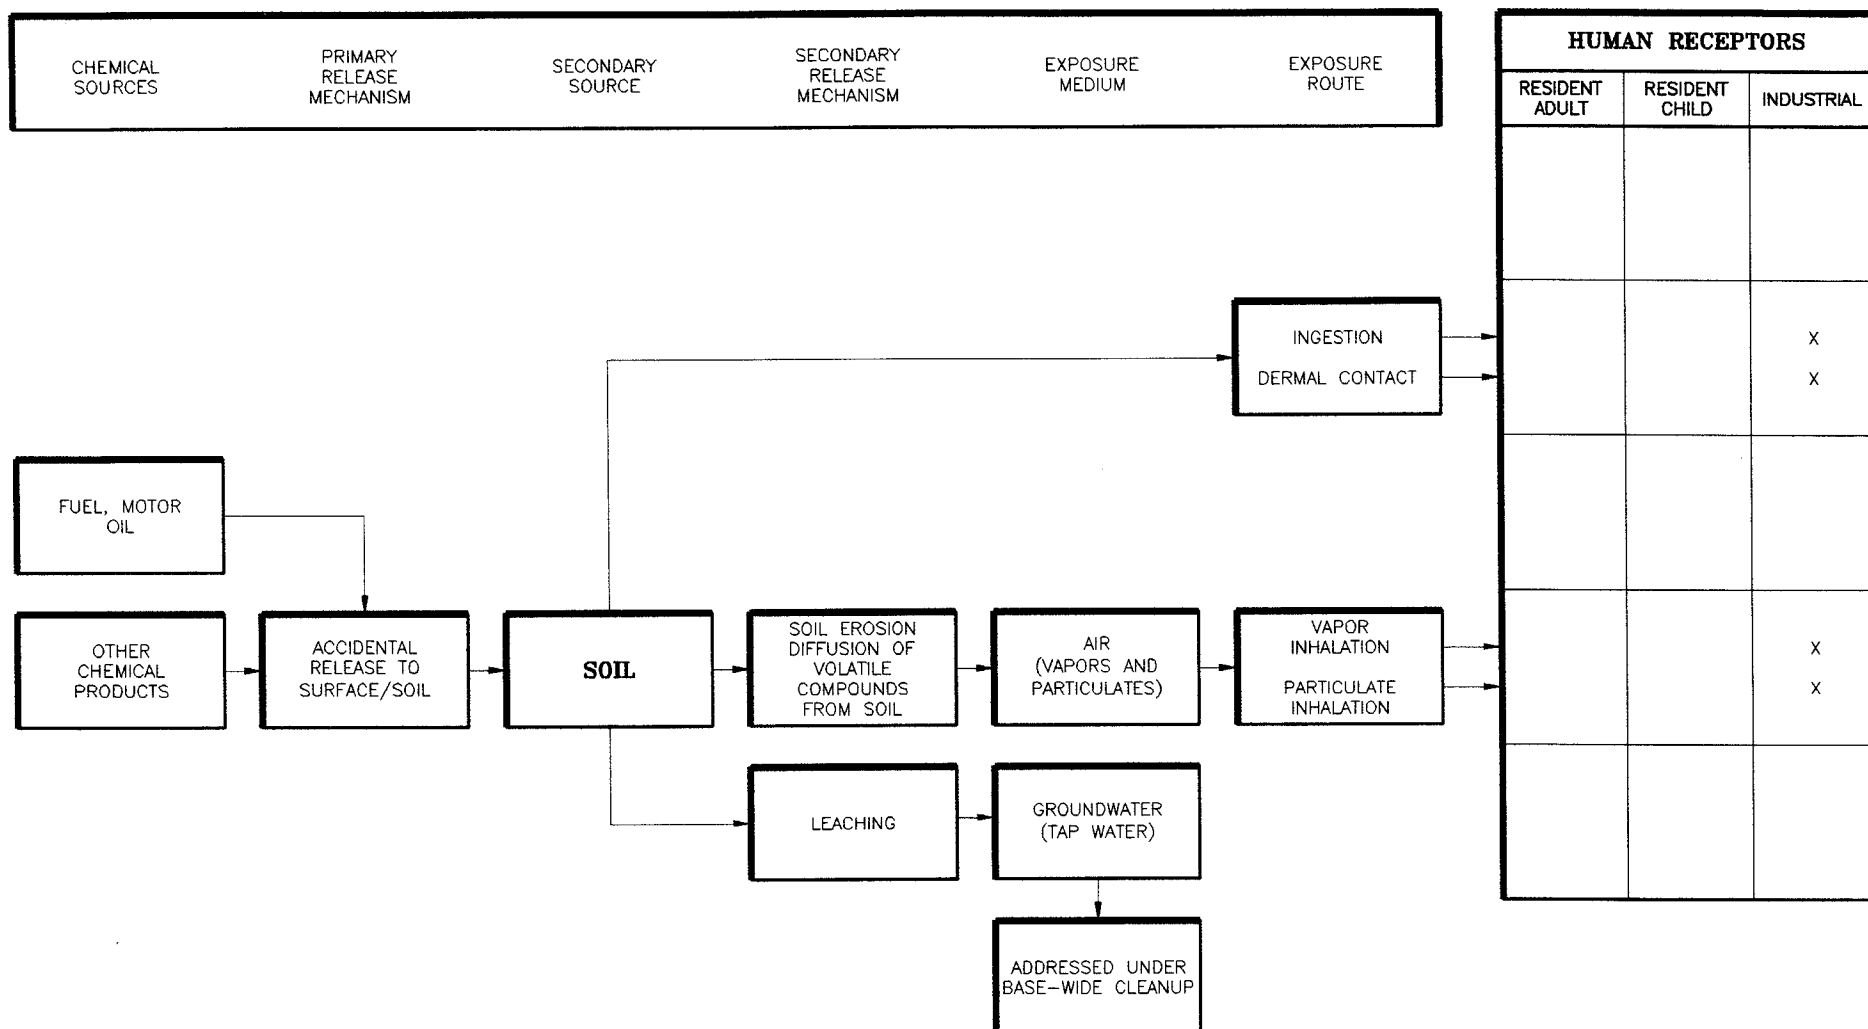 CHEMICAL
SOURCES
PRIMARY
RELEASE
MECHANISM
SECONDARY
SOURCE
SECONDARY
RELEASE
MECHANISM
EXPOSURE
MEDIUM
EXPOSURE
ROUTE
HUMAN RECEPTORS
RESIDENT
ADULT
RESIDENT
CHILD
INDUSTRIAL
INGESTION
X
DERMAL CONTACT
X
FUEL, MOTOR
OIL
OTHER
CHEMICAL
PRODUCTS
ACCIDENTAL
RELEASE TO
SURFACE/SOIL
SOIL
SOIL EROSION
DIFFUSION OF
VOLATILE
COMPOUNDS
FROM SOIL
AIR
(VAPORS AND
PARTICULATES)
VAPOR
INHALATION
X
PARTICULATE
INHALATION
X
LEACHING
GROUNDWATER
(TAP WATER)
ADDRESSED UNDER
BASE-WIDE CLEANUP